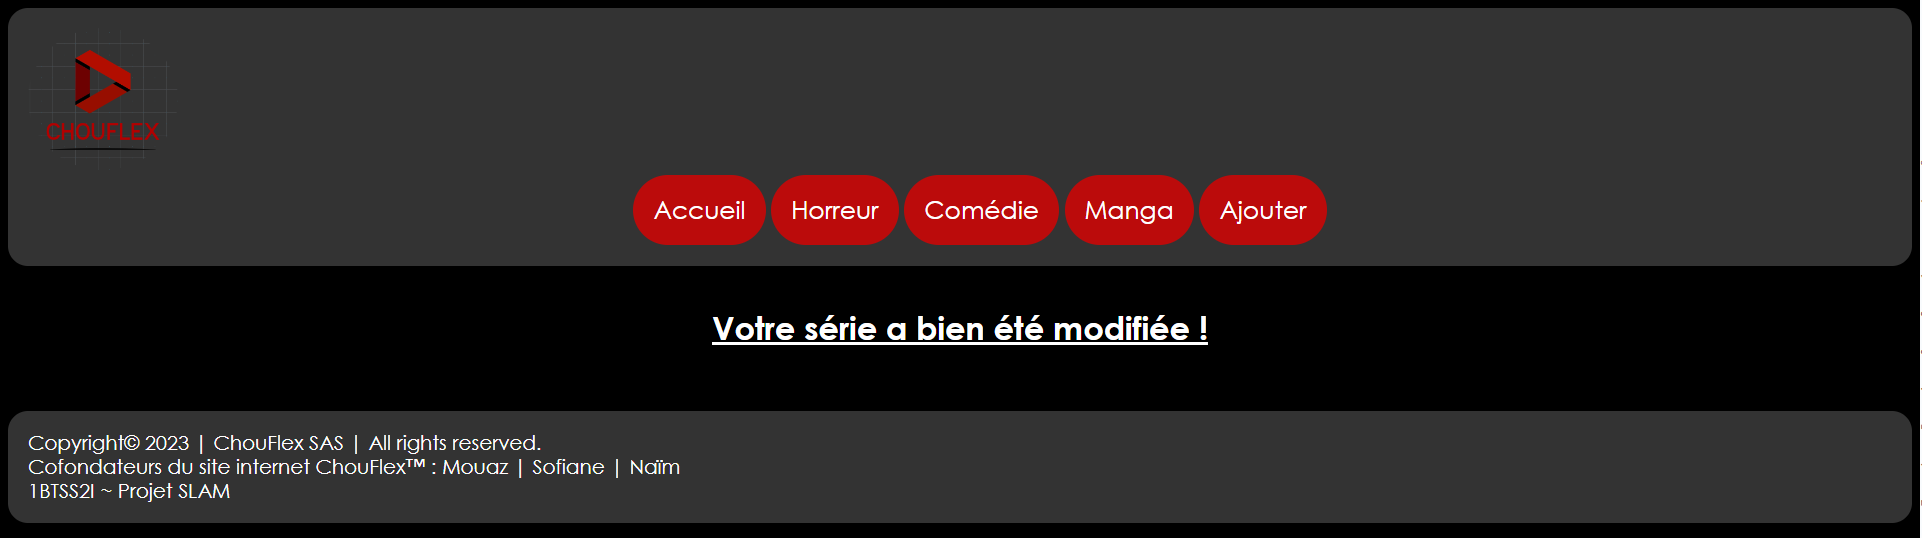 CHOUFLEX
Accueil
Horreur
Comédie
Manga
Ajouter
Votre série a bien été modifiée !
Copyright© 2023 | ChouFlex SAS | All rights reserved.
Cofondateurs du site internet ChouFlex™ : Mouaz | Sofiane | Naïm
1BTSS2I ~ Projet SLAM